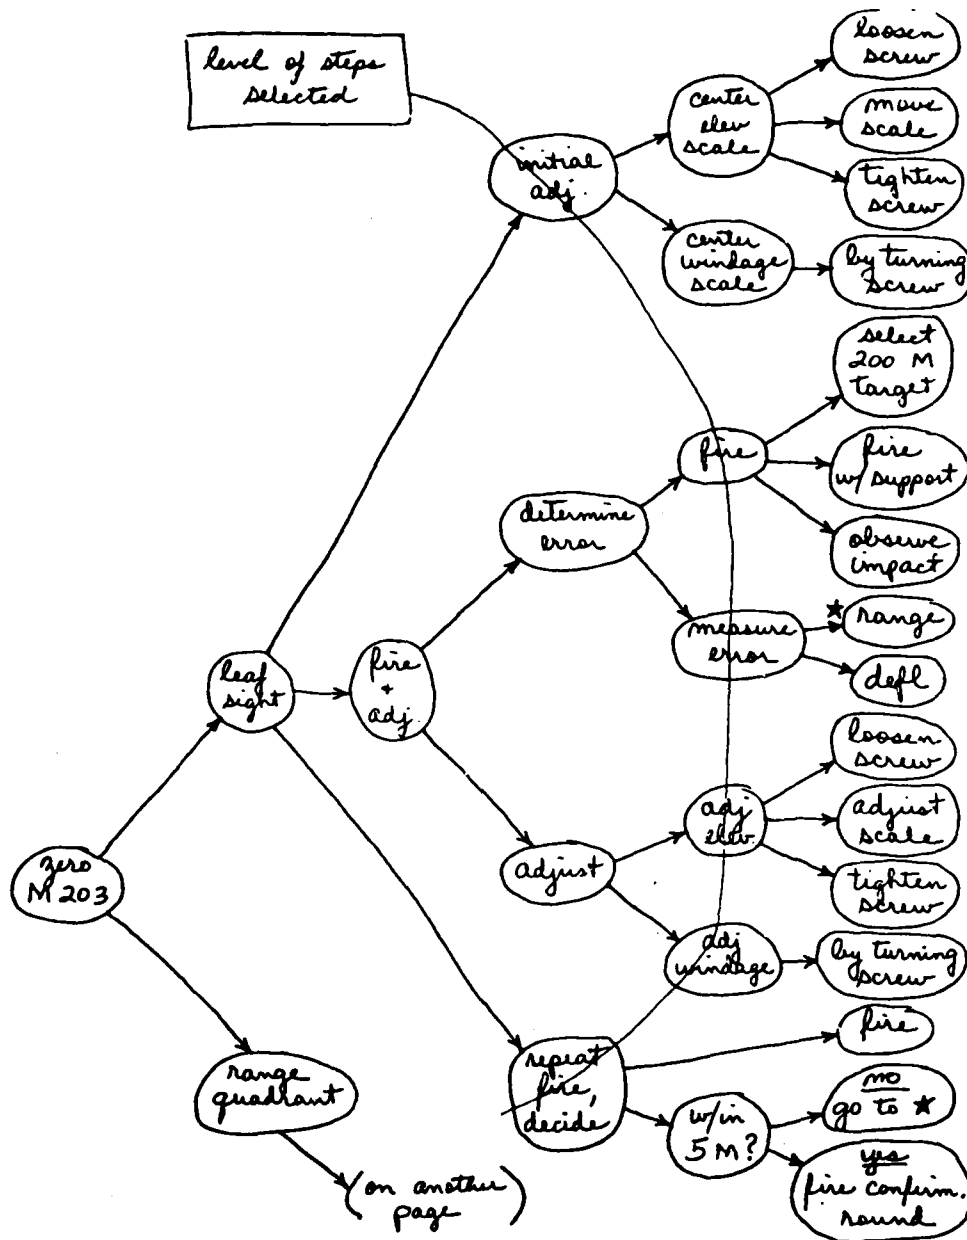 level of steps
selected
initial
adj.
center
elev
scale
loosen
screw
move
scale
tighten
screw
center
windage
scale
by turning
screw
select
200 M
target
fire
fire
w/ support
observe
impact
determine
error
measure
error
★ range
defl
leaf
sight
fire
+
adj
zero
M 203
adjust
adj
elev
loosen
screw
adjust
scale
tighten
screw
adj
windage
by turning
screw
repeat
fire,
decide
fire
w/in
5 M?
no
go to ★
yes
fire confirm.
round
range
quadrant
(on another
page)